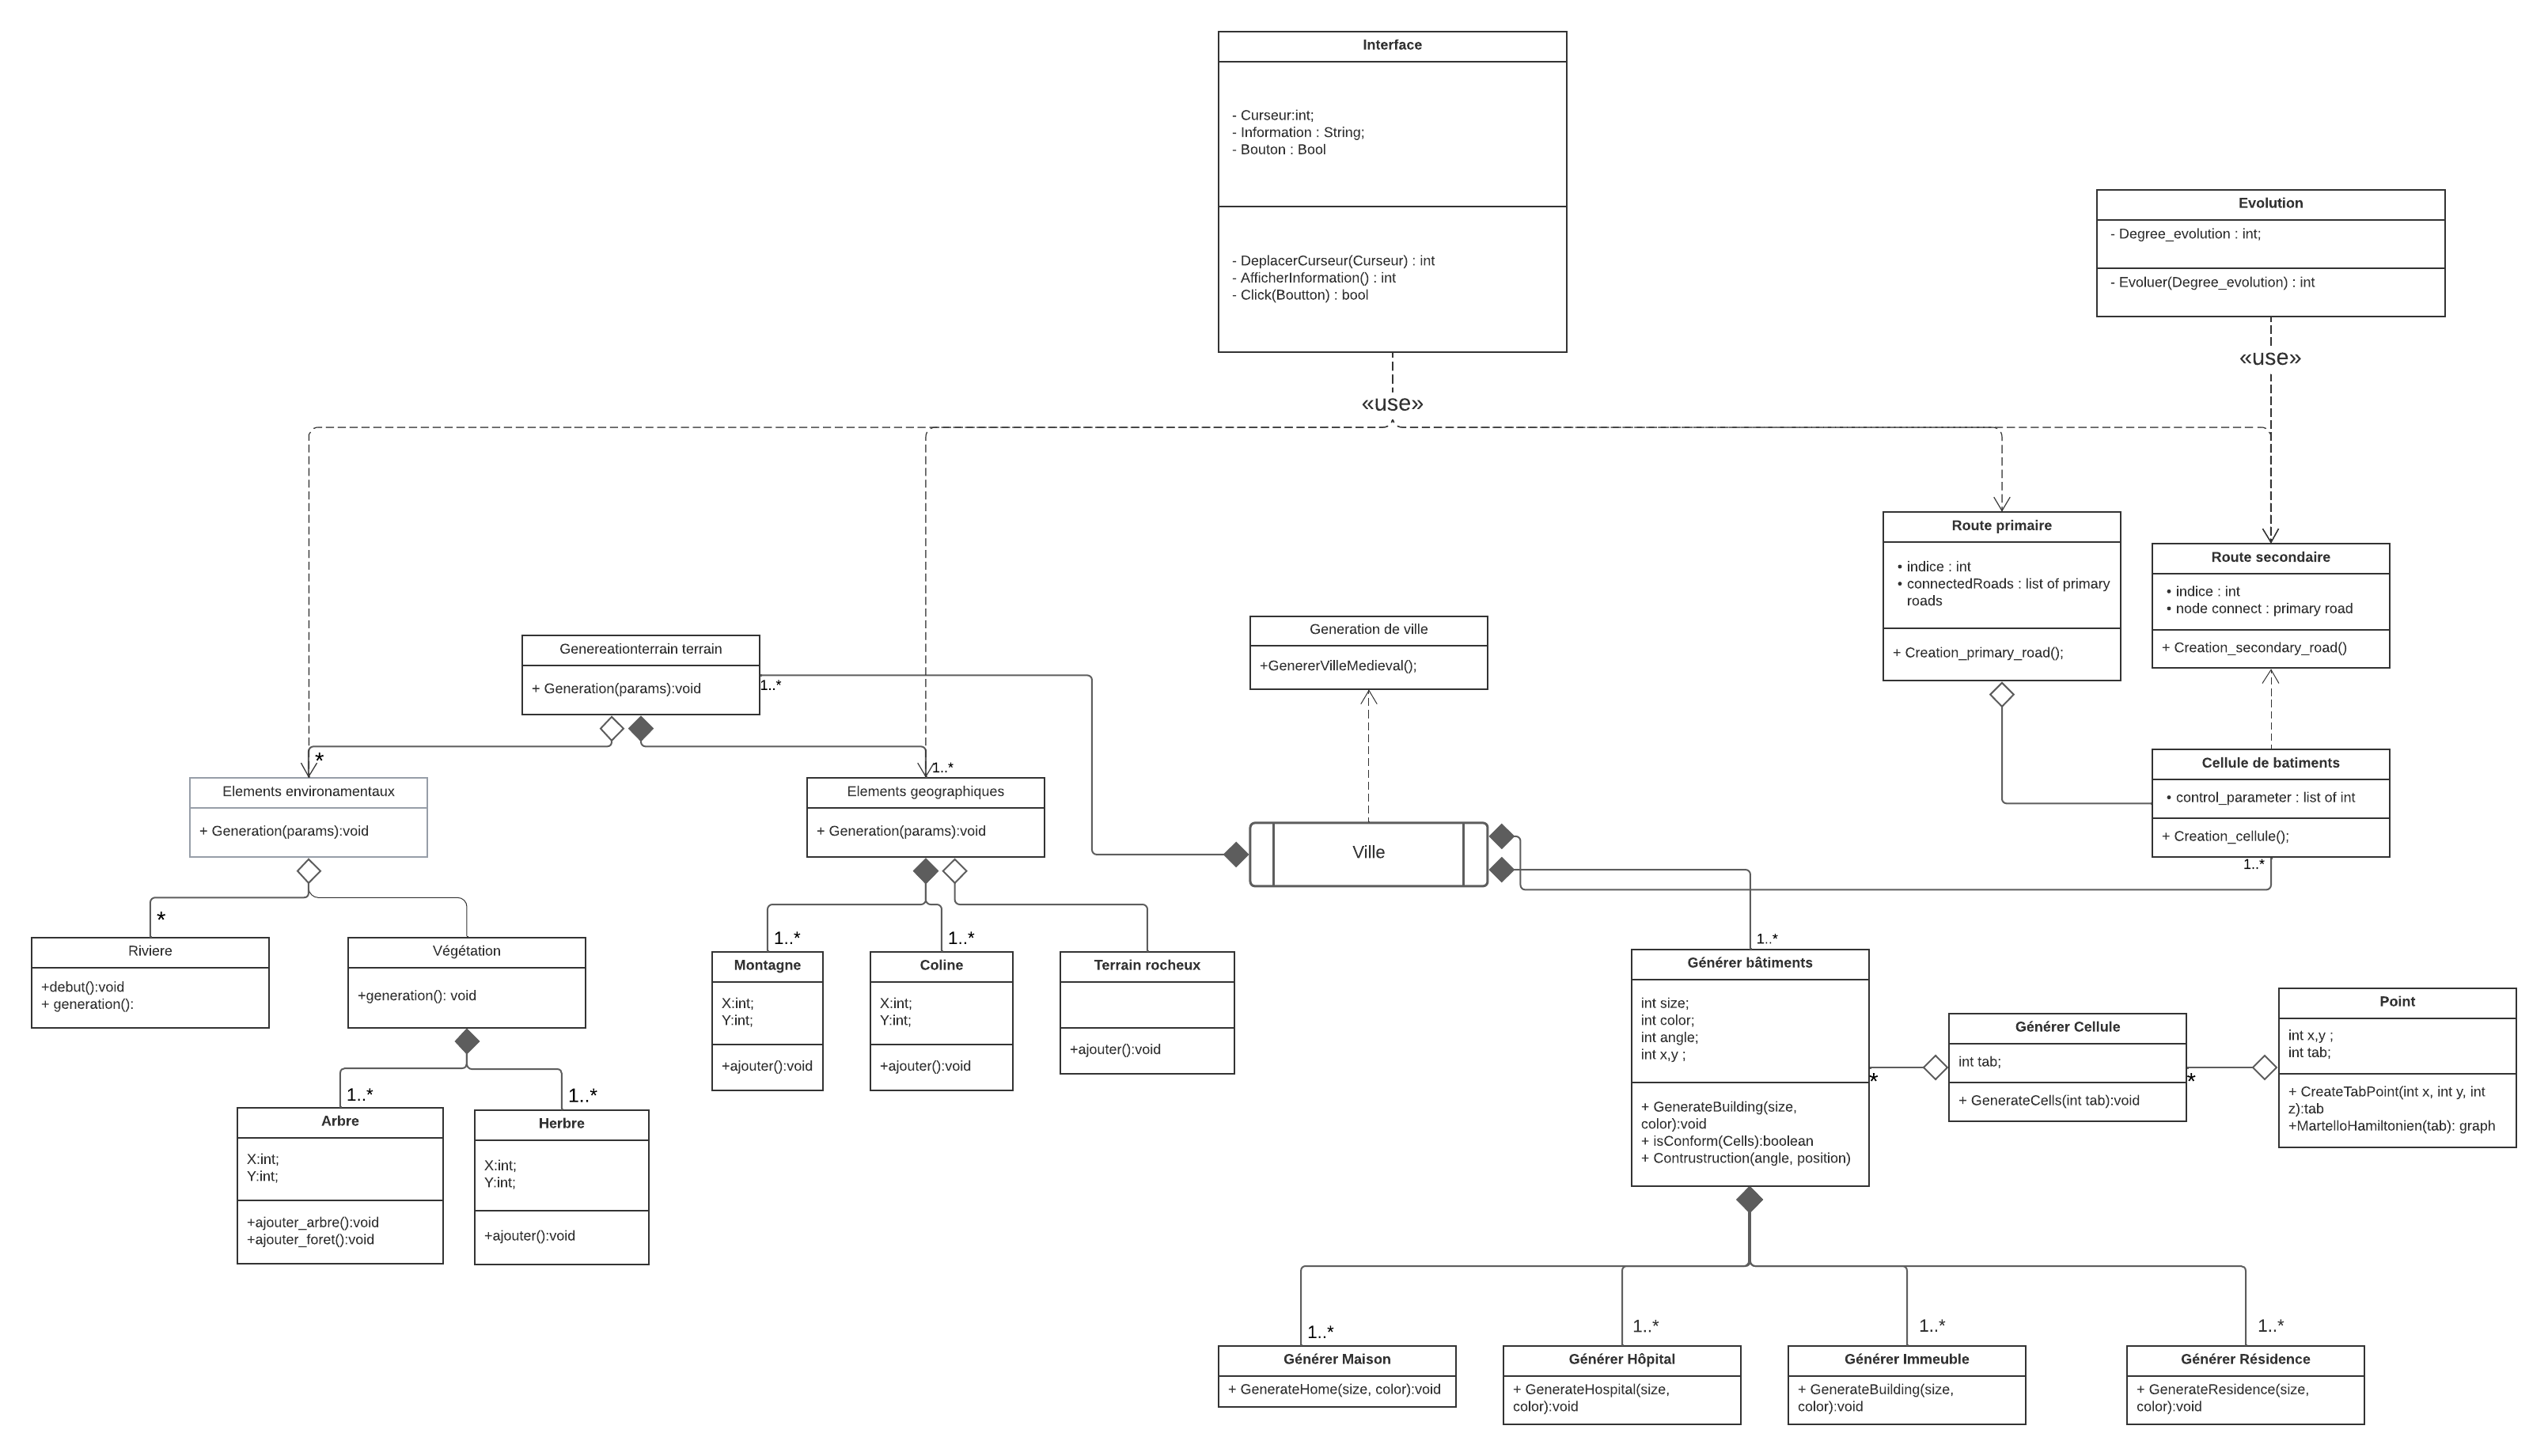 Interface
- Curseur:int;
- Information : String;
- Bouton : Bool
- DeplacerCurseur(Curseur) : int
- AfficherInformation() : int
- Click(Boutton) : bool
Evolution
- Degree_evolution : int;
- Evoluer(Degree_evolution) : int
«use»
«use»
Route primaire
• indice : int
• connectedRoads : list of primary
roads
+ Creation_primary_road();
Route secondaire
• indice : int
• node connect : primary road
+ Creation_secondary_road()
Genereationterrain terrain
+ Generation(params):void
1..*
Generation de ville
+GenererVilleMedieval();
Cellule de batiments
• control_parameter : list of int
+ Creation_cellule();
1..*
*
Elements environamentaux
+ Generation(params):void
1..*
Elements geographiques
+ Generation(params):void
Ville
*
Riviere
+debut():void
+ generation():
Végétation
+generation(): void
1..*
Montagne
X:int;
Y:int;
+ajouter():void
1..*
Coline
X:int;
Y:int;
+ajouter():void
Terrain rocheux
+ajouter():void
1..*
Générer bâtiments
int size;
int color;
int angle;
int x,y ;
+ GenerateBuilding(size,
color):void
+ isConform(Cells):boolean
+ Contrustruction(angle, position)
*
Générer Cellule
int tab;
+ GenerateCells(int tab):void
*
Point
int x,y ;
int tab;
+ CreateTabPoint(int x, int y, int
z):tab
+MartelloHamiltonien(tab): graph
1..*
Arbre
X:int;
Y:int;
+ajouter_arbre():void
+ajouter_foret():void
1..*
Herbre
X:int;
Y:int;
+ajouter():void
1..*
Générer Maison
+ GenerateHome(size, color):void
1..*
Générer Hôpital
+ GenerateHospital(size,
color):void
1..*
Générer Immeuble
+ GenerateBuilding(size,
color):void
1..*
Générer Résidence
+ GenerateResidence(size,
color):void